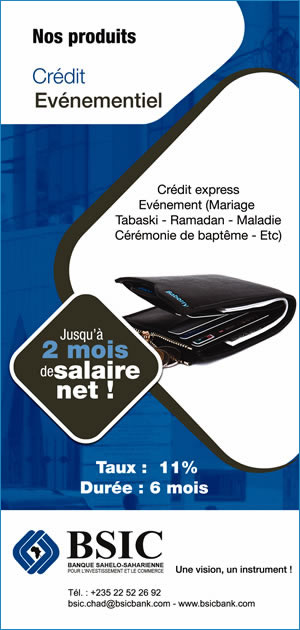 Nos produits
Crédit
Evénementiel
Crédit express
Evénement (Mariage
Tabaski - Ramadan - Maladie
Cérémonie de baptême - Etc)
Jusqu'à
2 mois
de salaire
net !
Taux : 11%
Durée : 6 mois
BSIC
BANQUE SAHELO-SAHARIENNE
POUR L'INVESTISSEMENT ET LE COMMERCE
Une vision, un instrument !
Tél. : +235 22 52 26 92
bsic.chad@bsicbank.com - www.bsicbank.com